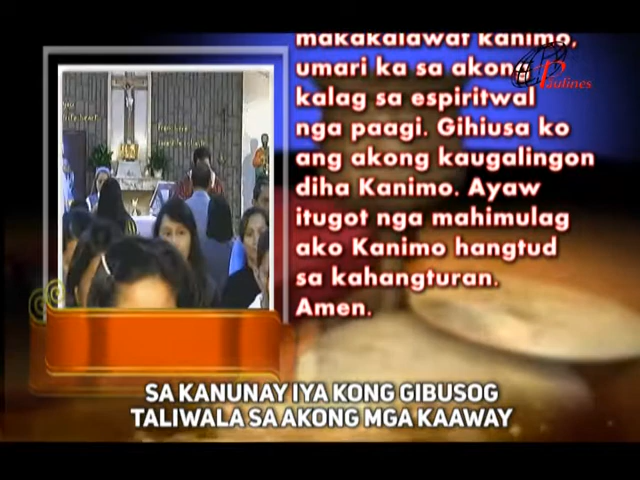 makakalawat kanimo,
umari ka sa akong
kalag sa espiritwal
nga paagi. Gihiusa ko
ang akong kaugalingon
diha Kanimo. Ayaw
itugot nga mahimulag
ako Kanimo hangtud
sa kahangturan.
Amen.
Paulines
SA KANUNAY IYA KONG GIBUSOG
TALIWALA SA AKONG MGA KAAWAY